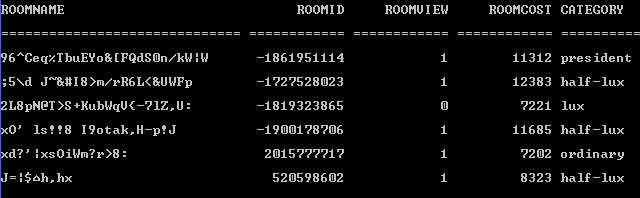 ROOMNAME ROOMID ROOMVIEW ROOMCOST CATEGORY
============================== ============ ============ ============ ==========
96^Ceq%TbuEYo&[FQdS0n/kW¦W -1861951114 1 11312 president
;5\d J~&#I8>m/rR6L<&UWFp -1727528023 1 12383 half-lux
2L8pN@T>S+KubWqV{-7lZ,U: -1819323865 0 7221 lux
xO' ls!!8 I9otak,H-p!J -1900178706 1 11685 half-lux
xd?'¦xsOiWm?r>8: 2015777717 1 7202 ordinary
J=¦$⌂h,hx 520598602 1 8323 half-lux